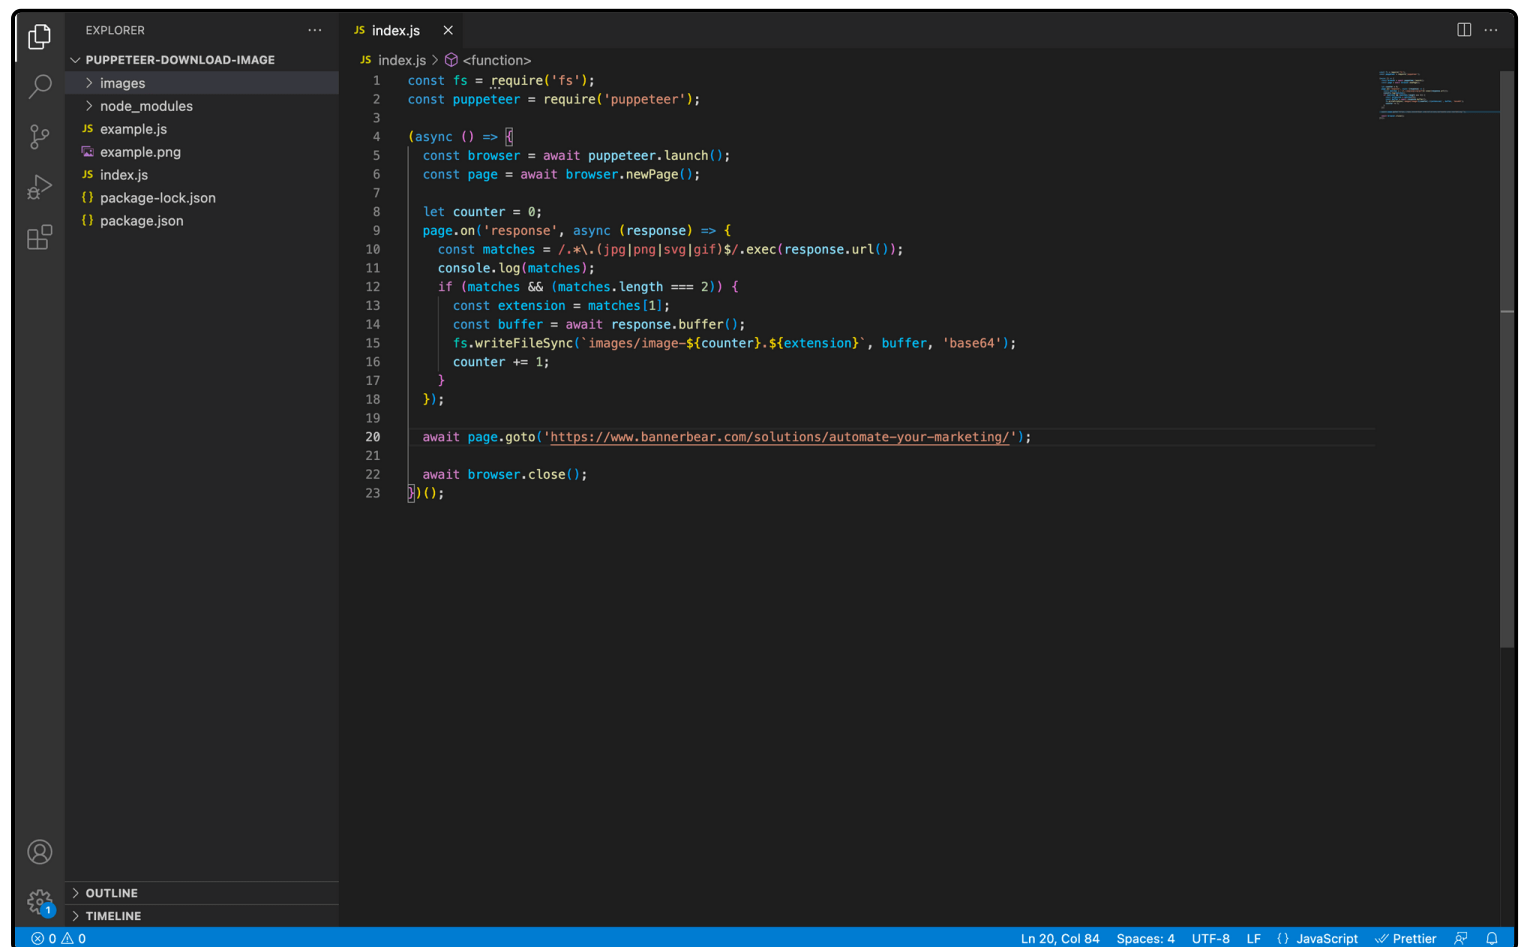 EXPLORER ···
PUPPETEER-DOWNLOAD-IMAGE
images
node_modules
JS example.js
example.png
JS index.js
{} package-lock.json
{} package.json
OUTLINE
TIMELINE
1
JS index.js
JS index.js > <function>
1 const fs = require('fs');
2 const puppeteer = require('puppeteer');
3
4 (async () => {
5 const browser = await puppeteer.launch();
6 const page = await browser.newPage();
7
8 let counter = 0;
9 page.on('response', async (response) => {
10 const matches = /.*\.(jpg|png|svg|gif)$/.exec(response.url());
11 console.log(matches);
12 if (matches && (matches.length === 2)) {
13 const extension = matches[1];
14 const buffer = await response.buffer();
15 fs.writeFileSync(`images/image-${counter}.${extension}`, buffer, 'base64');
16 counter += 1;
17 }
18 });
19
20 await page.goto('https://www.bannerbear.com/solutions/automate-your-marketing/');
21
22 await browser.close();
23 })();
0 0 Ln 20, Col 84 Spaces: 4 UTF-8 LF {} JavaScript Prettier